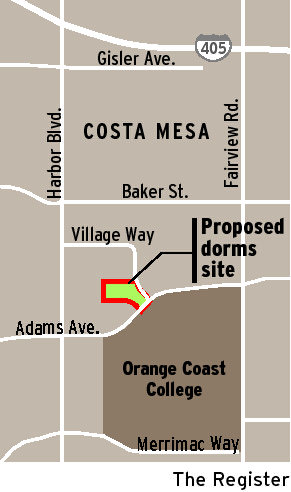 405
Gisler Ave.
COSTA MESA
Harbor Blvd.
Fairview Rd.
Baker St.
Village Way
Proposed
dorms
site
Adams Ave.
Orange Coast
College
Merrimac Way
The Register